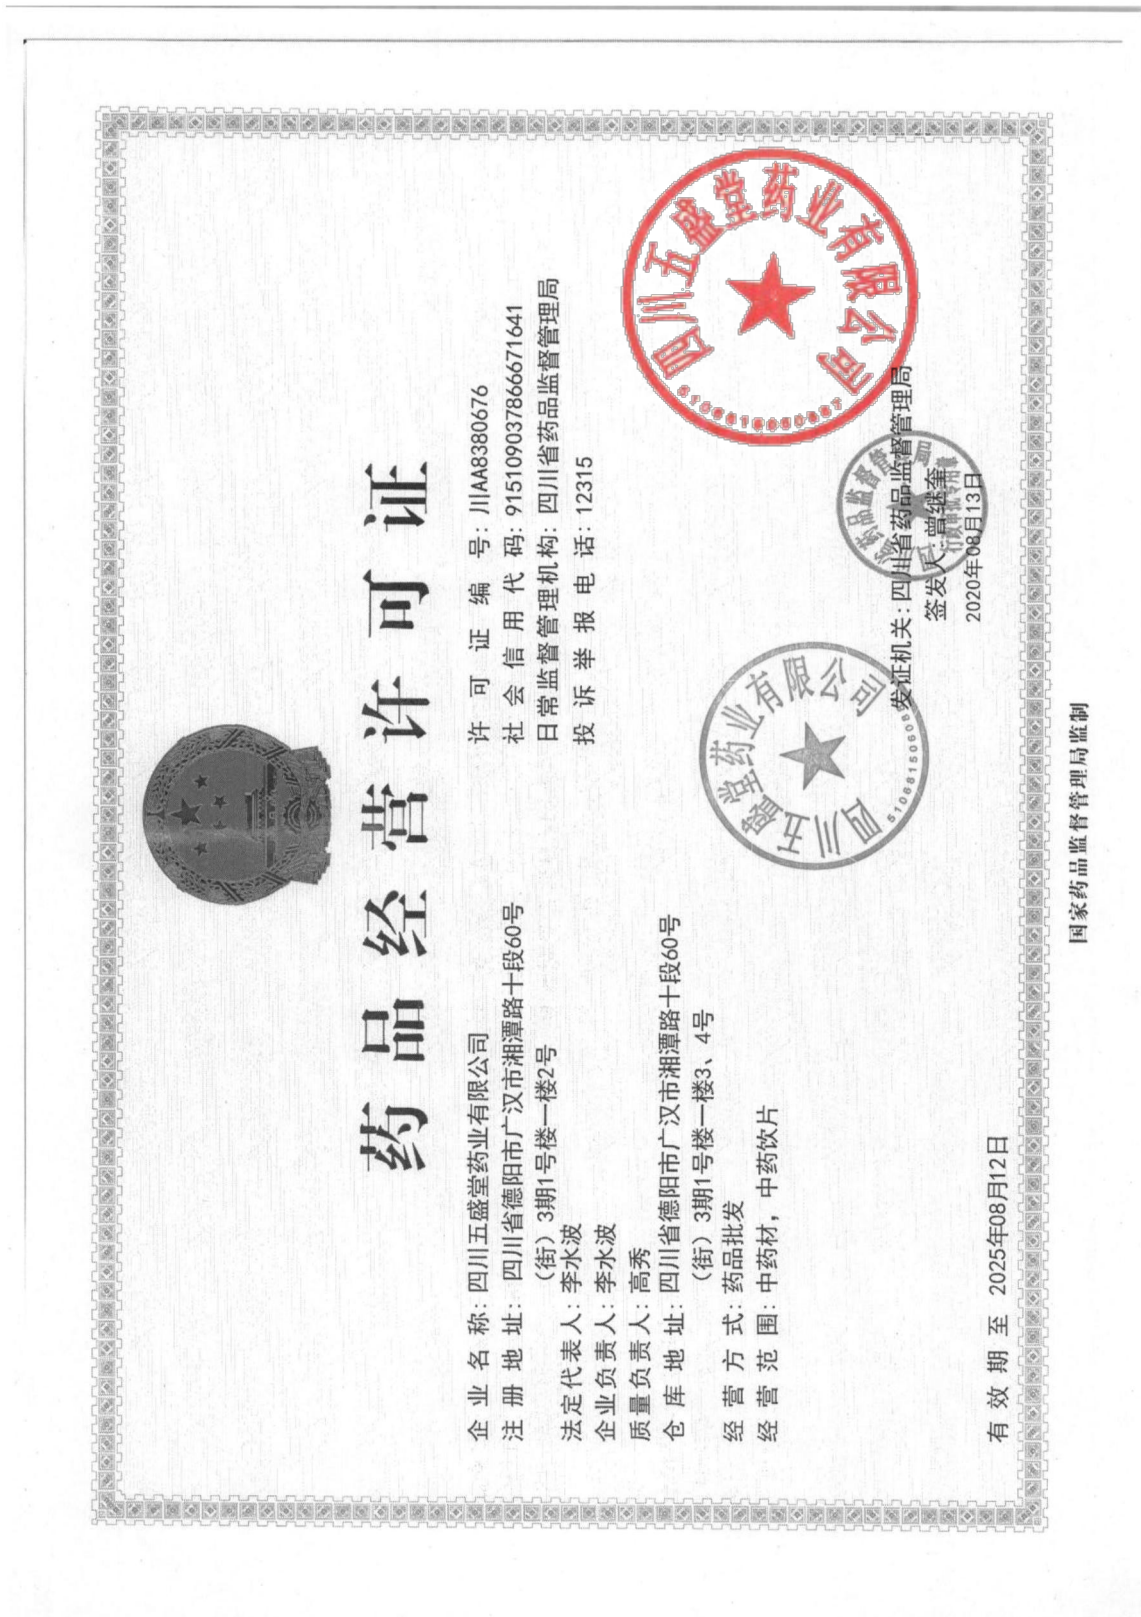 药品经营许可证
企业名称：四川五盛堂药业有限公司
注册地址：四川省德阳市广汉市湘潭路十段60号
（街）3期1号楼一楼2号
法定代表人：李水波
企业负责人：李水波
质量负责人：高秀
仓库地址：四川省德阳市广汉市湘潭路十段60号
（街）3期1号楼一楼3、4号
经营方式：药品批发
经营范围：中药材，中药饮片
许可证编号：川AA8380676
社会信用代码：91510903786667164​1
日常监督管理机构：四川省药品监督管理局
投诉举报电话：12315
四川五盛堂药业有限公司
四川五盛堂药业有限公司
发证机关：四川省药品监督管理局
签发人：曾继奎
2020年08月13日
行政审批专用章
有效期至 2025年08月12日
国家药品监督管理局监制